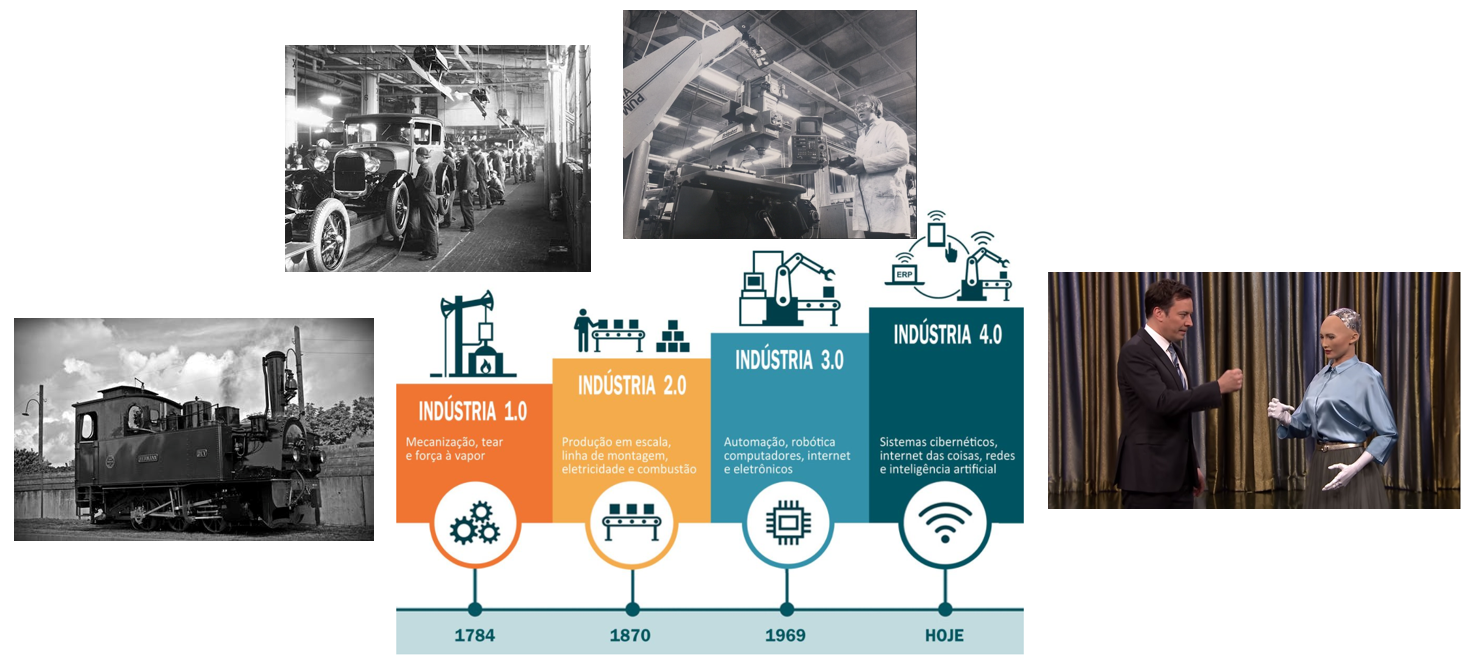 PUMA
ERP
INDÚSTRIA 1.0
Mecanização, tear
e força à vapor
INDÚSTRIA 2.0
Produção em escala,
linha de montagem,
eletricidade e combustão
INDÚSTRIA 3.0
Automação, robótica
computadores, internet
e eletrônicos
INDÚSTRIA 4.0
Sistemas cibernéticos,
internet das coisas, redes
e inteligência artificial
1784
1870
1969
HOJE